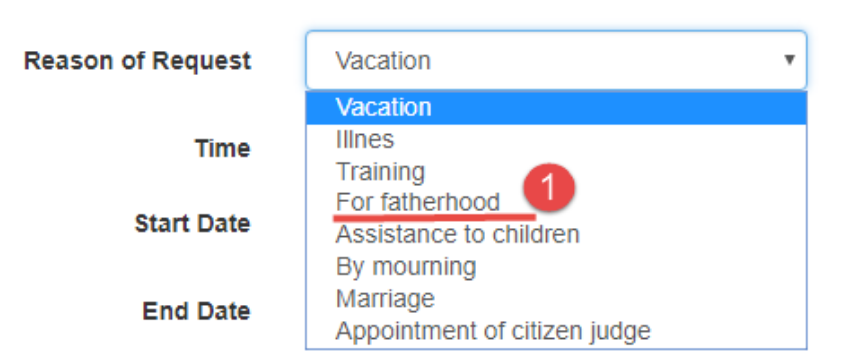 Reason of Request
Vacation
Vacation
Illnes
Time
Training
For fatherhood
1
Start Date
Assistance to children
By mourning
Marriage
End Date
Appointment of citizen judge